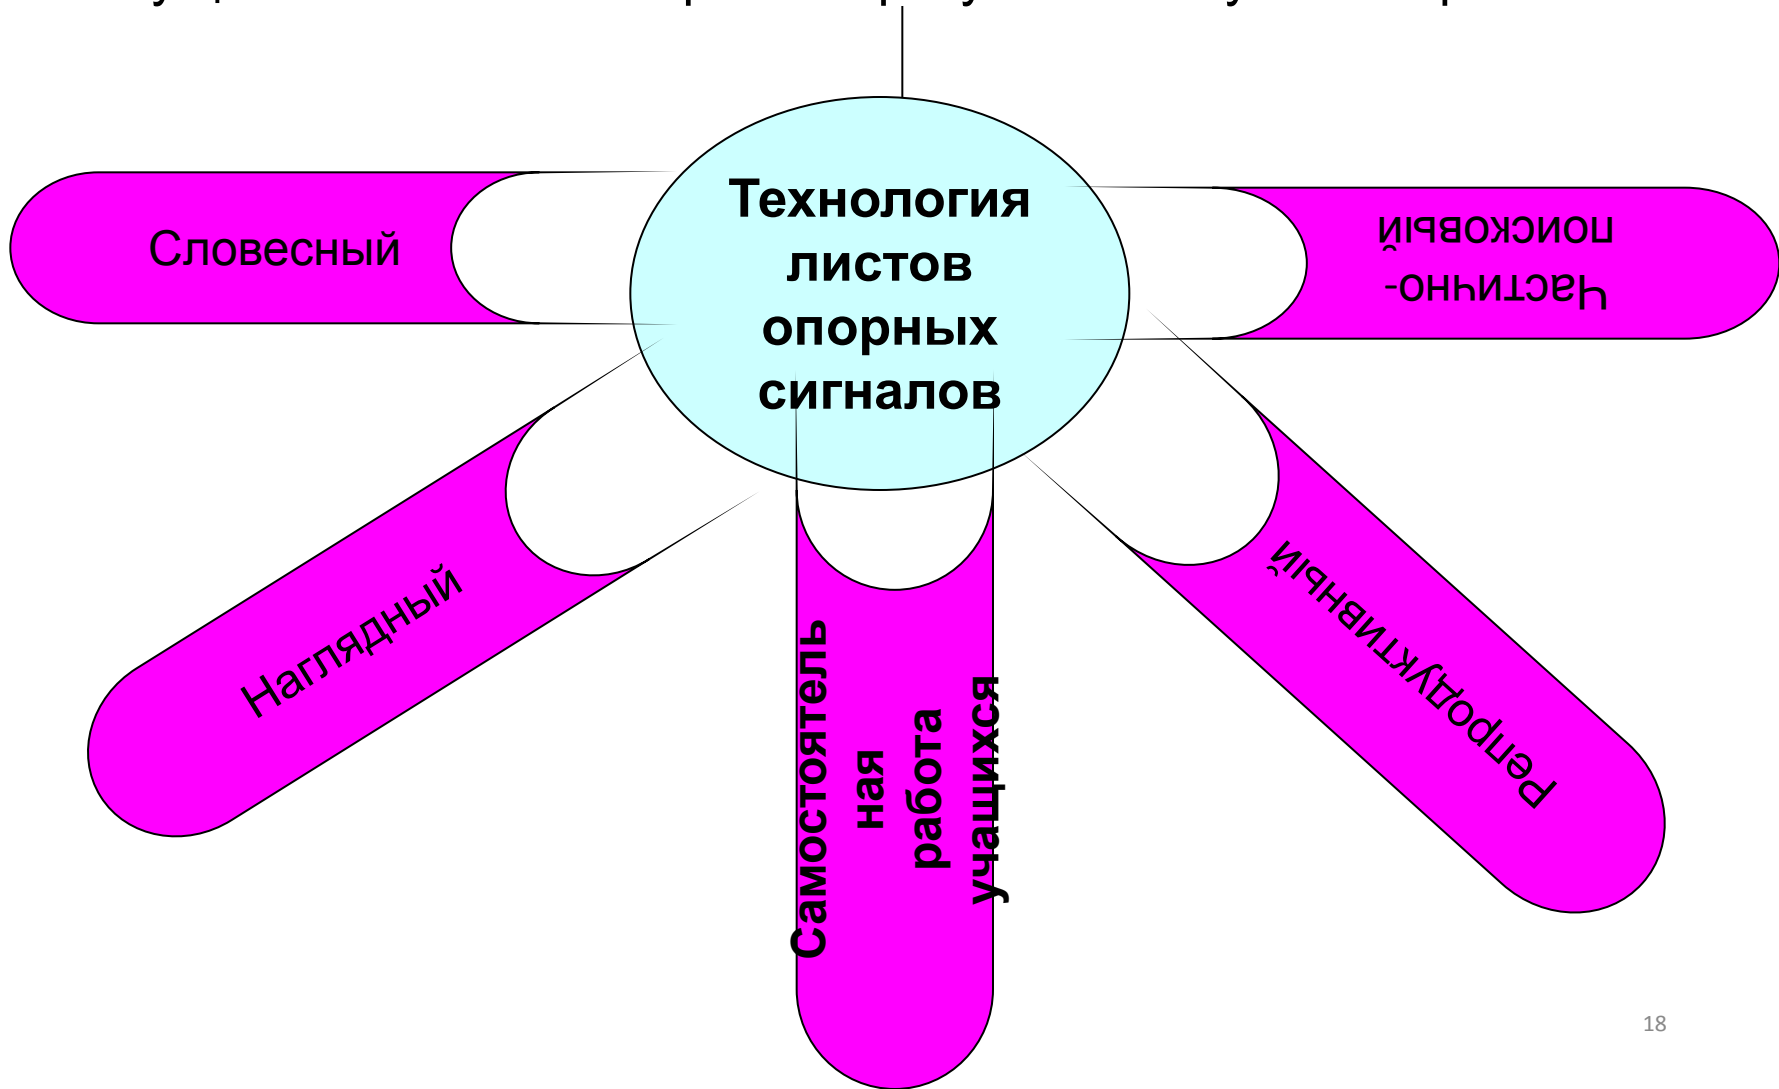 Технология
листов
опорных
сигналов
Словесный
Наглядный
Самостоятель
ная
работа
учащихся
Репродуктивный
Частично-
поисковый
18